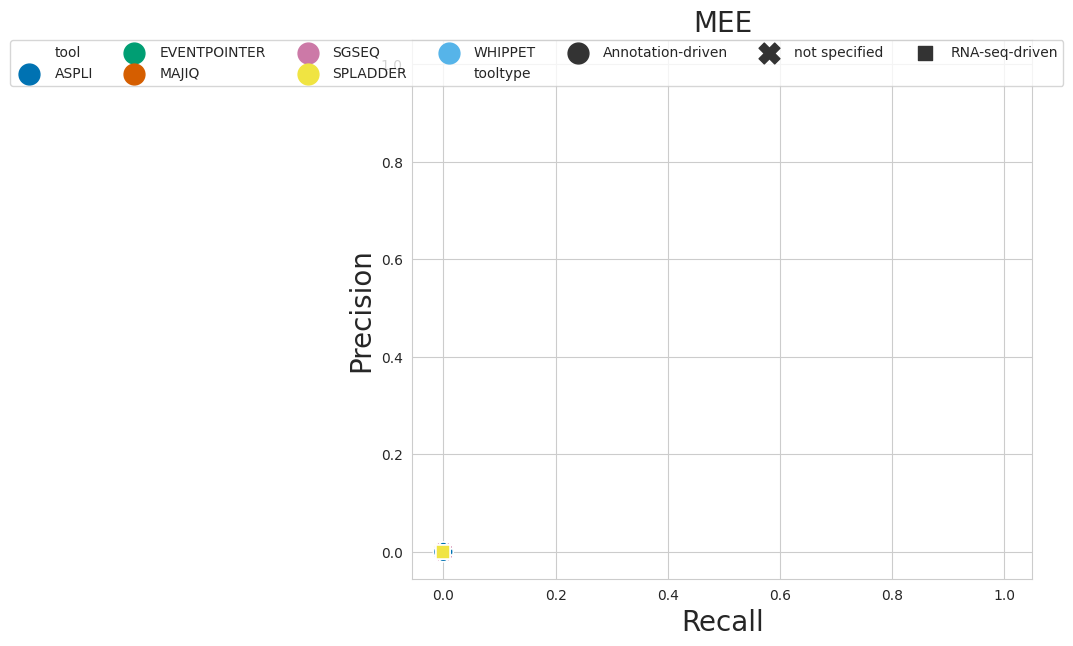 MEE
tool EVENTPOINTER SGSEQ WHIPPET Annotation-driven not specified RNA-seq-driven
ASPLI MAJIQ SPLADDER tooltype
1.0
0.8
0.6
0.4
0.2
0.0
Precision
0.0 0.2 0.4 0.6 0.8 1.0
Recall